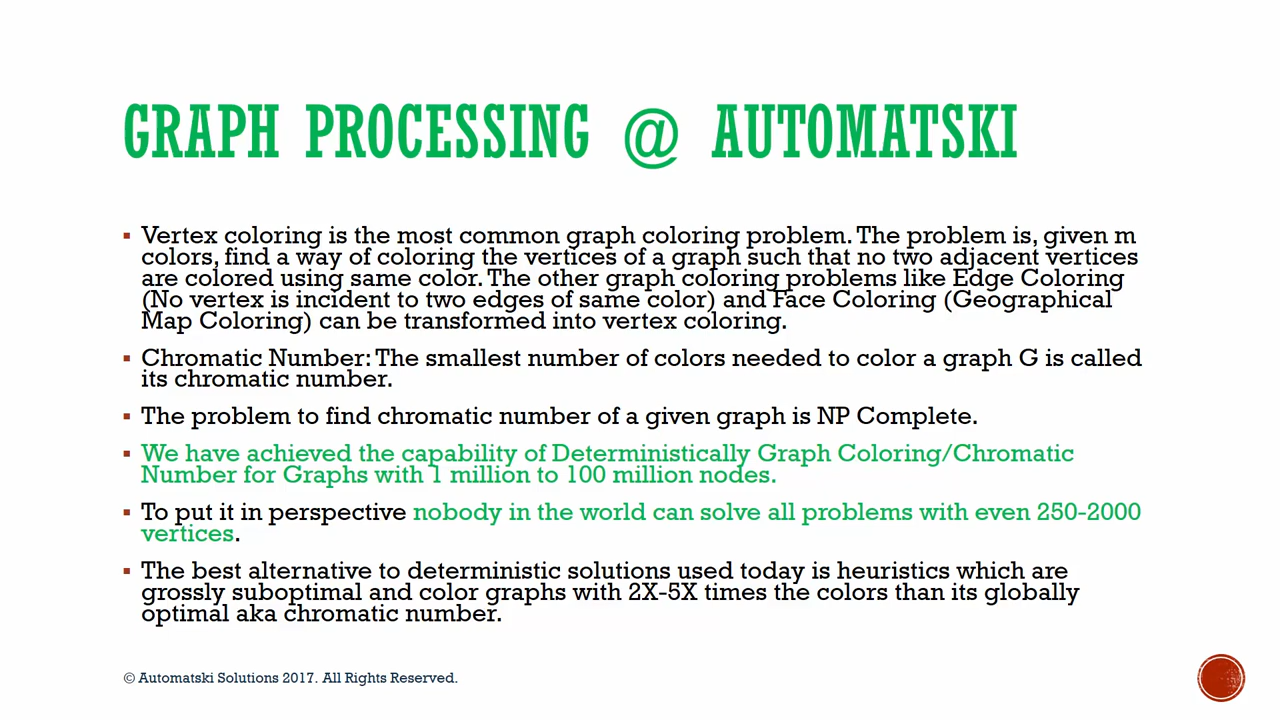 GRAPH PROCESSING @ AUTOMATSKI
Vertex coloring is the most common graph coloring problem. The problem is, given m
colors, find a way of coloring the vertices of a graph such that no two adjacent vertices
are colored using same color. The other graph coloring problems like Edge Coloring
(No vertex is incident to two edges of same color) and Face Coloring (Geographical
Map Coloring) can be transformed into vertex coloring.
Chromatic Number: The smallest number of colors needed to color a graph G is called
its chromatic number.
The problem to find chromatic number of a given graph is NP Complete.
We have achieved the capability of Deterministically Graph Coloring/Chromatic
Number for Graphs with 1 million to 100 million nodes.
To put it in perspective nobody in the world can solve all problems with even 250-2000
vertices.
The best alternative to deterministic solutions used today is heuristics which are
grossly suboptimal and color graphs with 2X-5X times the colors than its globally
optimal aka chromatic number.
© Automatski Solutions 2017. All Rights Reserved.